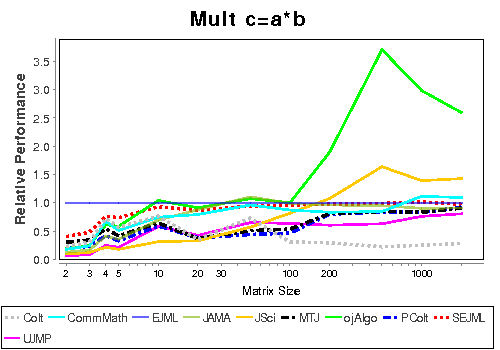 Mult c=a*b
Relative Performance
3.5
3.0
2.5
2.0
1.5
1.0
0.5
0.0
2 3 4 5 10 20 30 100 200 1000
Matrix Size
Colt CommMath EJML JAMA JSci MTJ ojAlgo PColt SEJML
UJMP